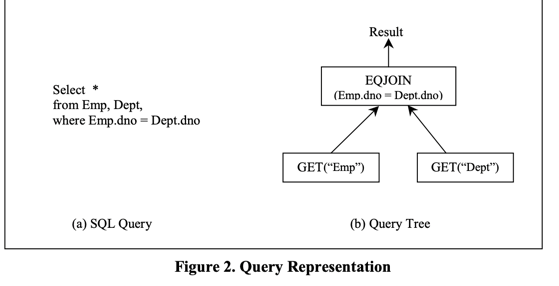 Select  *
from Emp, Dept,
where Emp.dno = Dept.dno
(a) SQL Query
Result
EQJOIN
(Emp.dno = Dept.dno)
GET(“Emp”)
GET(“Dept”)
(b) Query Tree
Figure 2. Query Representation